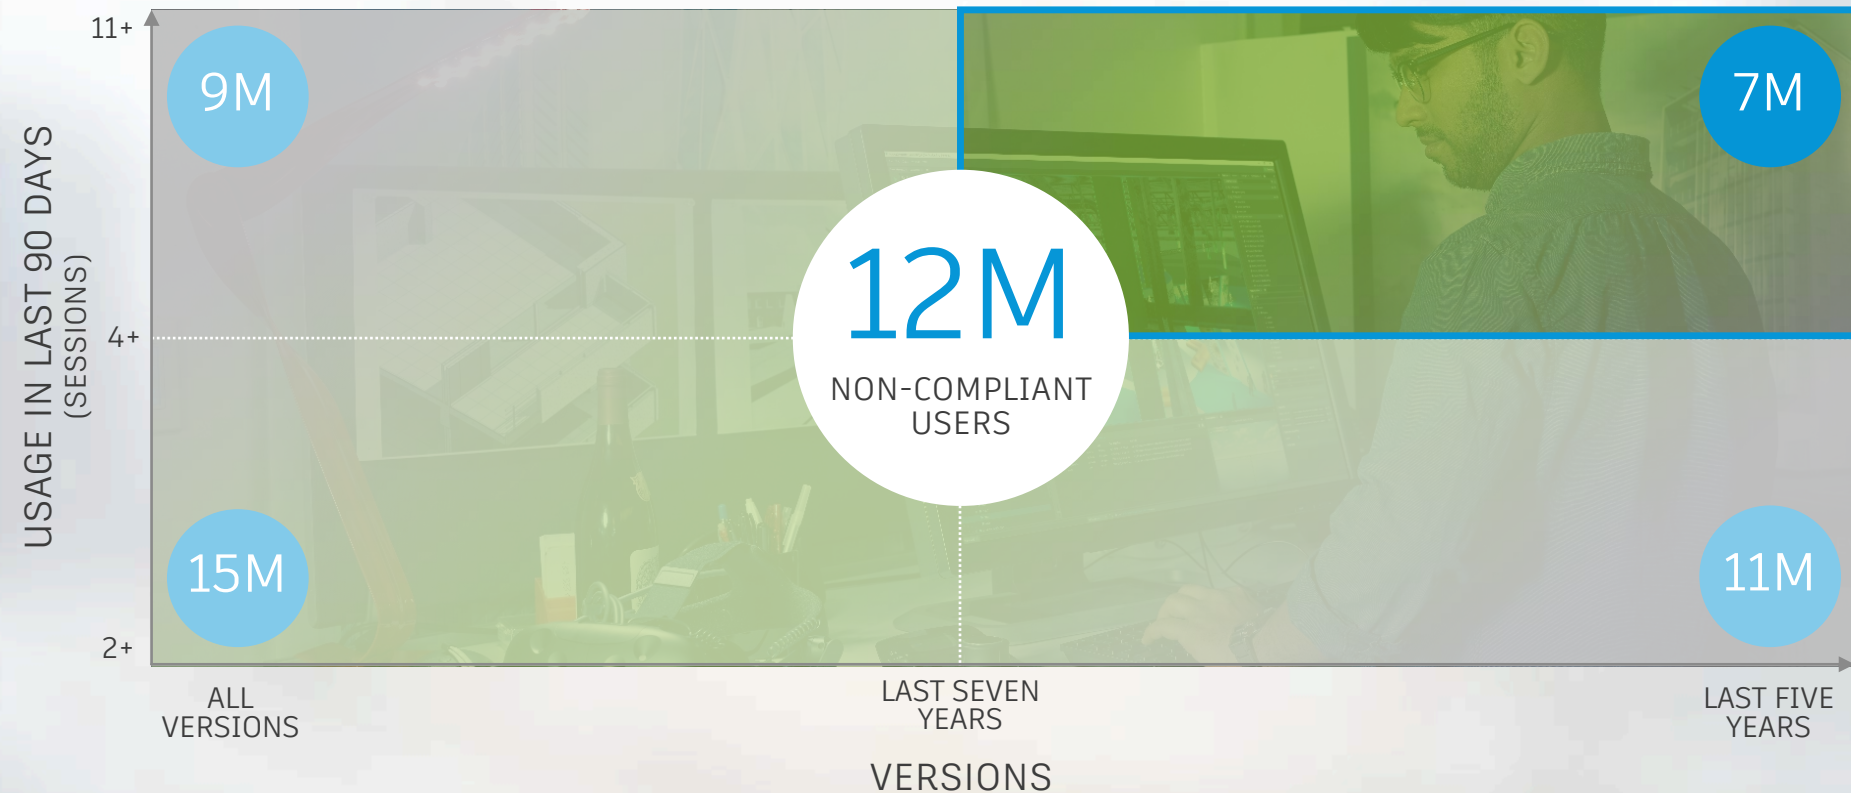 11+
9M
7M
USAGE IN LAST 90 DAYS
(SESSIONS)
4+
12M
NON-COMPLIANT
USERS
15M
11M
2+
ALL
VERSIONS
LAST SEVEN
YEARS
LAST FIVE
YEARS
VERSIONS